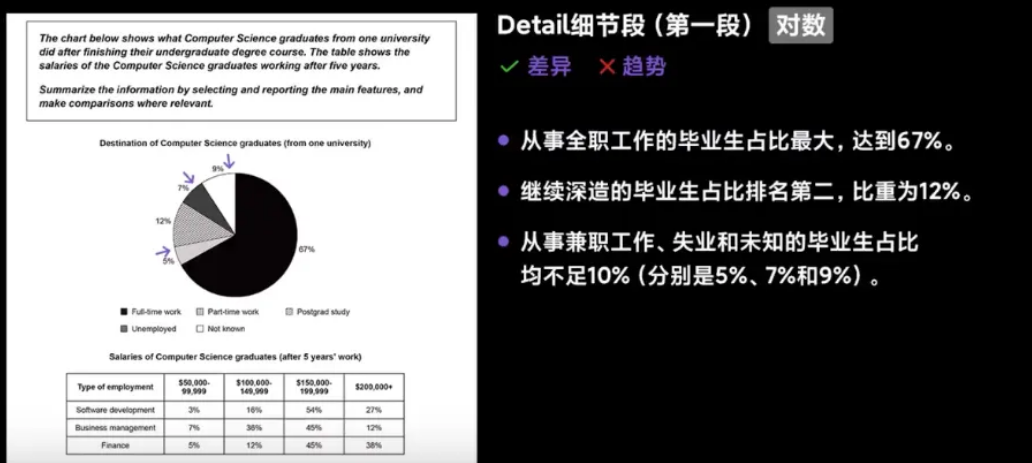 The chart below shows what Computer Science graduates from one university
did after finishing their undergraduate degree course. The table shows the
salaries of the Computer Science graduates working after five years.
Summarize the information by selecting and reporting the main features, and
make comparisons where relevant.
Destination of Computer Science graduates (from one university)
9%
7%
12%
5%
67%
Full-time work Part-time work Postgrad study
Unemployed Not known
Salaries of Computer Science graduates (after 5 years' work)
Type of employment $50,000-99,999 $100,000-149,999 $150,000-199,999 $200,000+
Software development 3% 16% 54% 27%
Business management 7% 36% 45% 12%
Finance 5% 12% 45% 38%
Detail细节段（第一段） 对数
差异 趋势
从事全职工作的毕业生占比最大，达到67%。
继续深造的毕业生占比排名第二，比重为12%。
从事兼职工作、失业和未知的毕业生占比
均不足10%（分别是5%、7%和9%）。